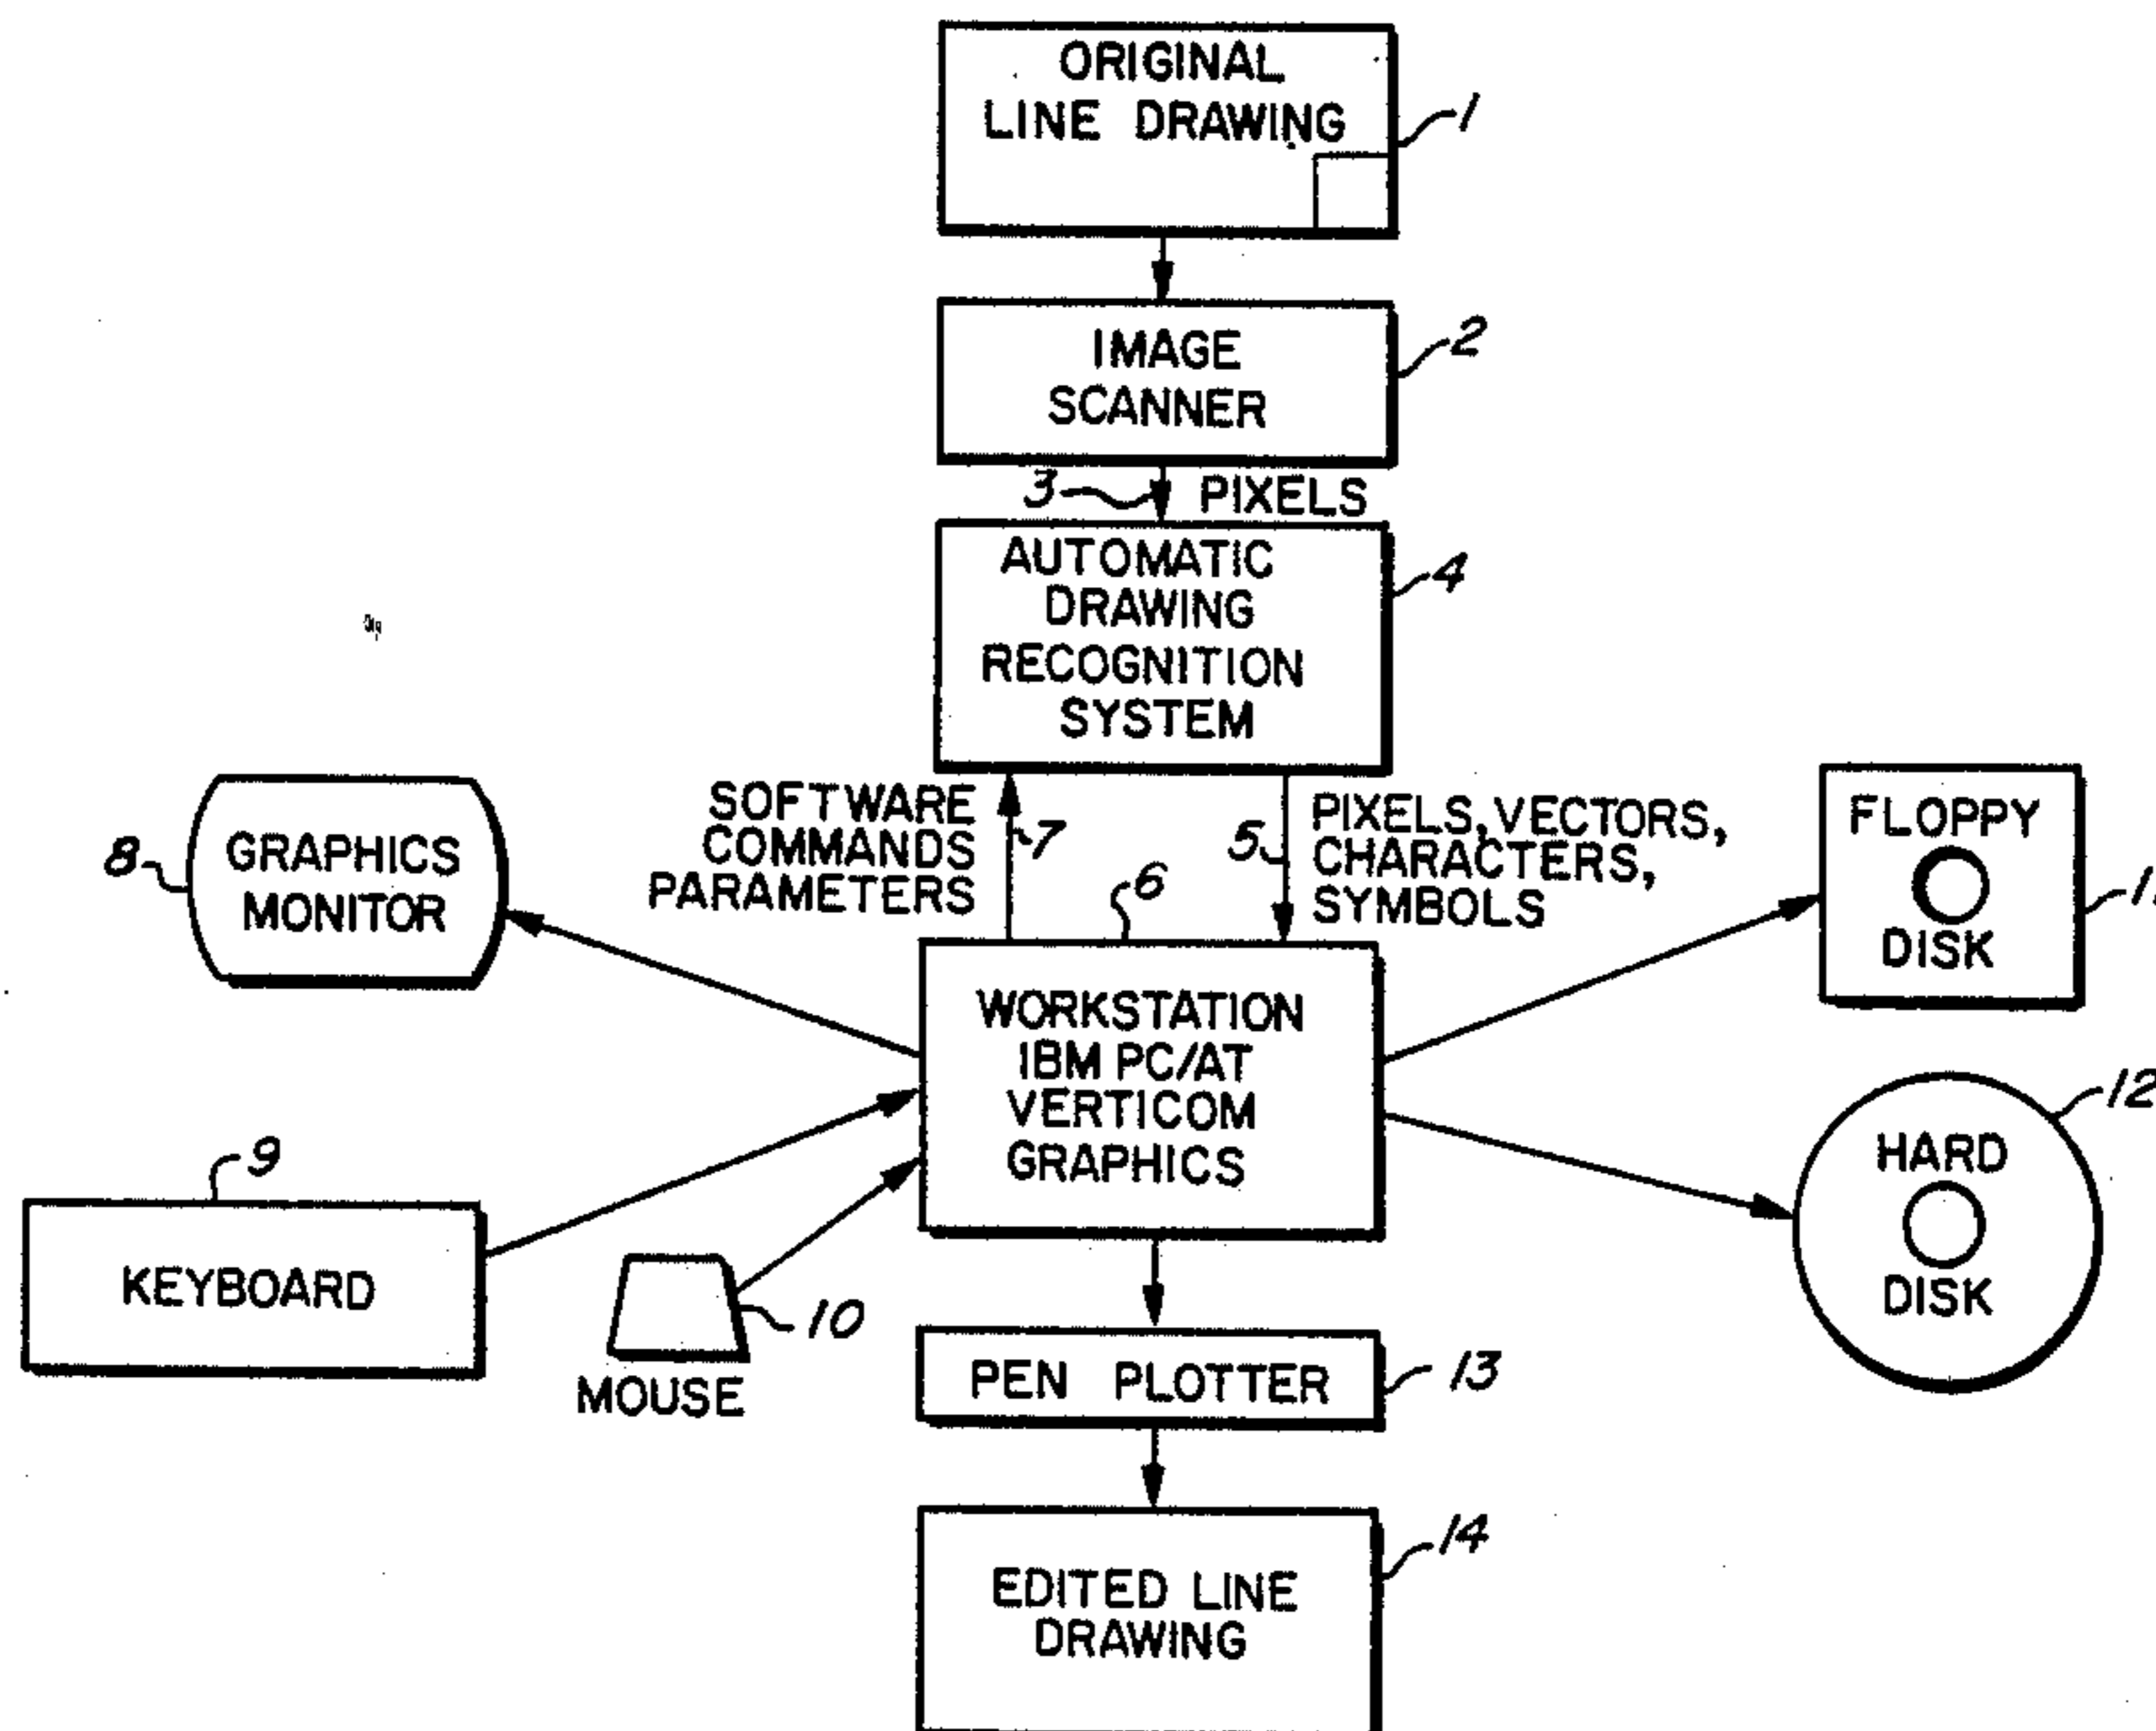 ORIGINAL
LINE DRAWING
1
IMAGE
SCANNER
2
3
PIXELS
AUTOMATIC
DRAWING
RECOGNITION
SYSTEM
4
SOFTWARE
COMMANDS
PARAMETERS
7
5
PIXELS, VECTORS,
CHARACTERS,
SYMBOLS
6
8
GRAPHICS
MONITOR
FLOPPY
DISK
WORKSTATION
IBM PC/AT
VERTICOM
GRAPHICS
12
HARD
DISK
9
KEYBOARD
10
MOUSE
PEN PLOTTER
13
EDITED LINE
DRAWING
14